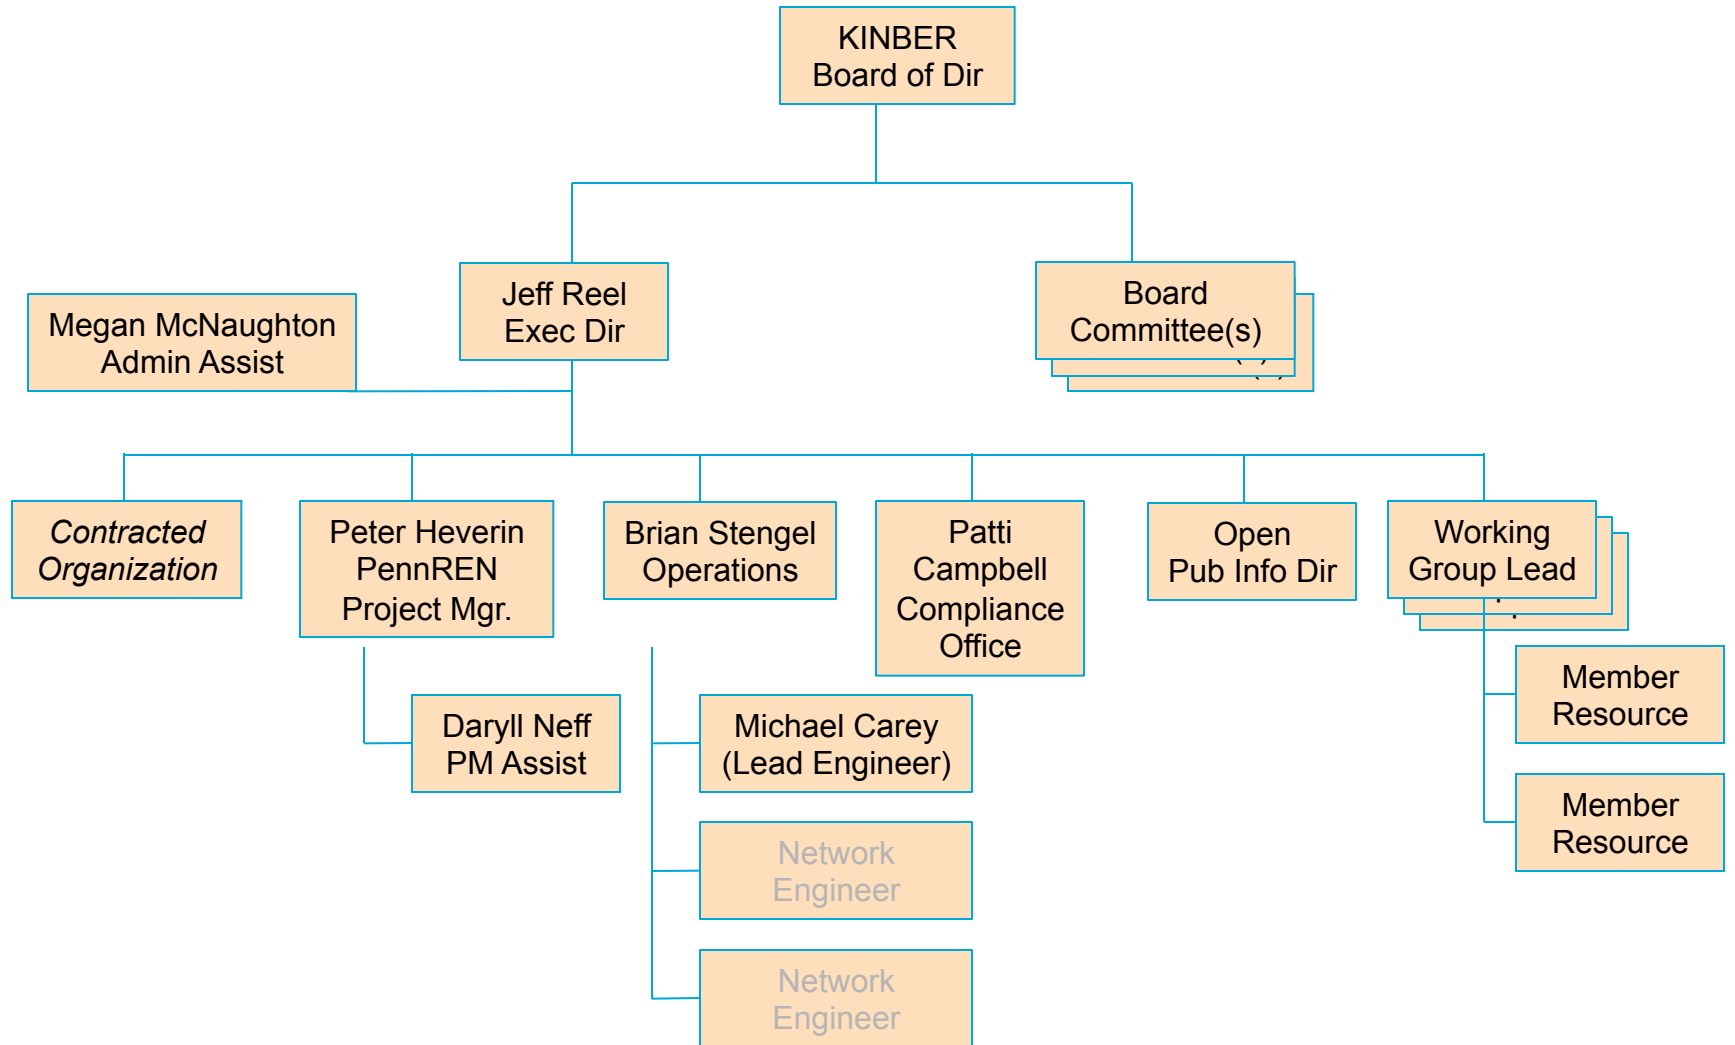 KINBER
Board of Dir
Jeff Reel
Exec Dir
Board
Committee(s)
Megan McNaughton
Admin Assist
Contracted
Organization
Peter Heverin
PennREN
Project Mgr.
Brian Stengel
Operations
Patti
Campbell
Compliance
Office
Open
Pub Info Dir
Working
Group Lead
Daryll Neff
PM Assist
Michael Carey
(Lead Engineer)
Network
Engineer
Network
Engineer
Member
Resource
Member
Resource